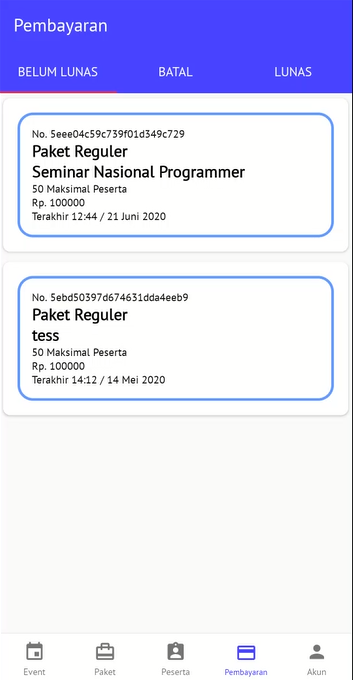 Pembayaran
BELUM LUNAS
BATAL
LUNAS
No. 5eee04c59c739f01d349c729
Paket Reguler
Seminar Nasional Programmer
50 Maksimal Peserta
Rp. 100000
Terakhir 12:44 / 21 Juni 2020
No. 5ebd50397d674631dda4eeb9
Paket Reguler
tess
50 Maksimal Peserta
Rp. 100000
Terakhir 14:12 / 14 Mei 2020
Event
Paket
Peserta
Pembayaran
Akun